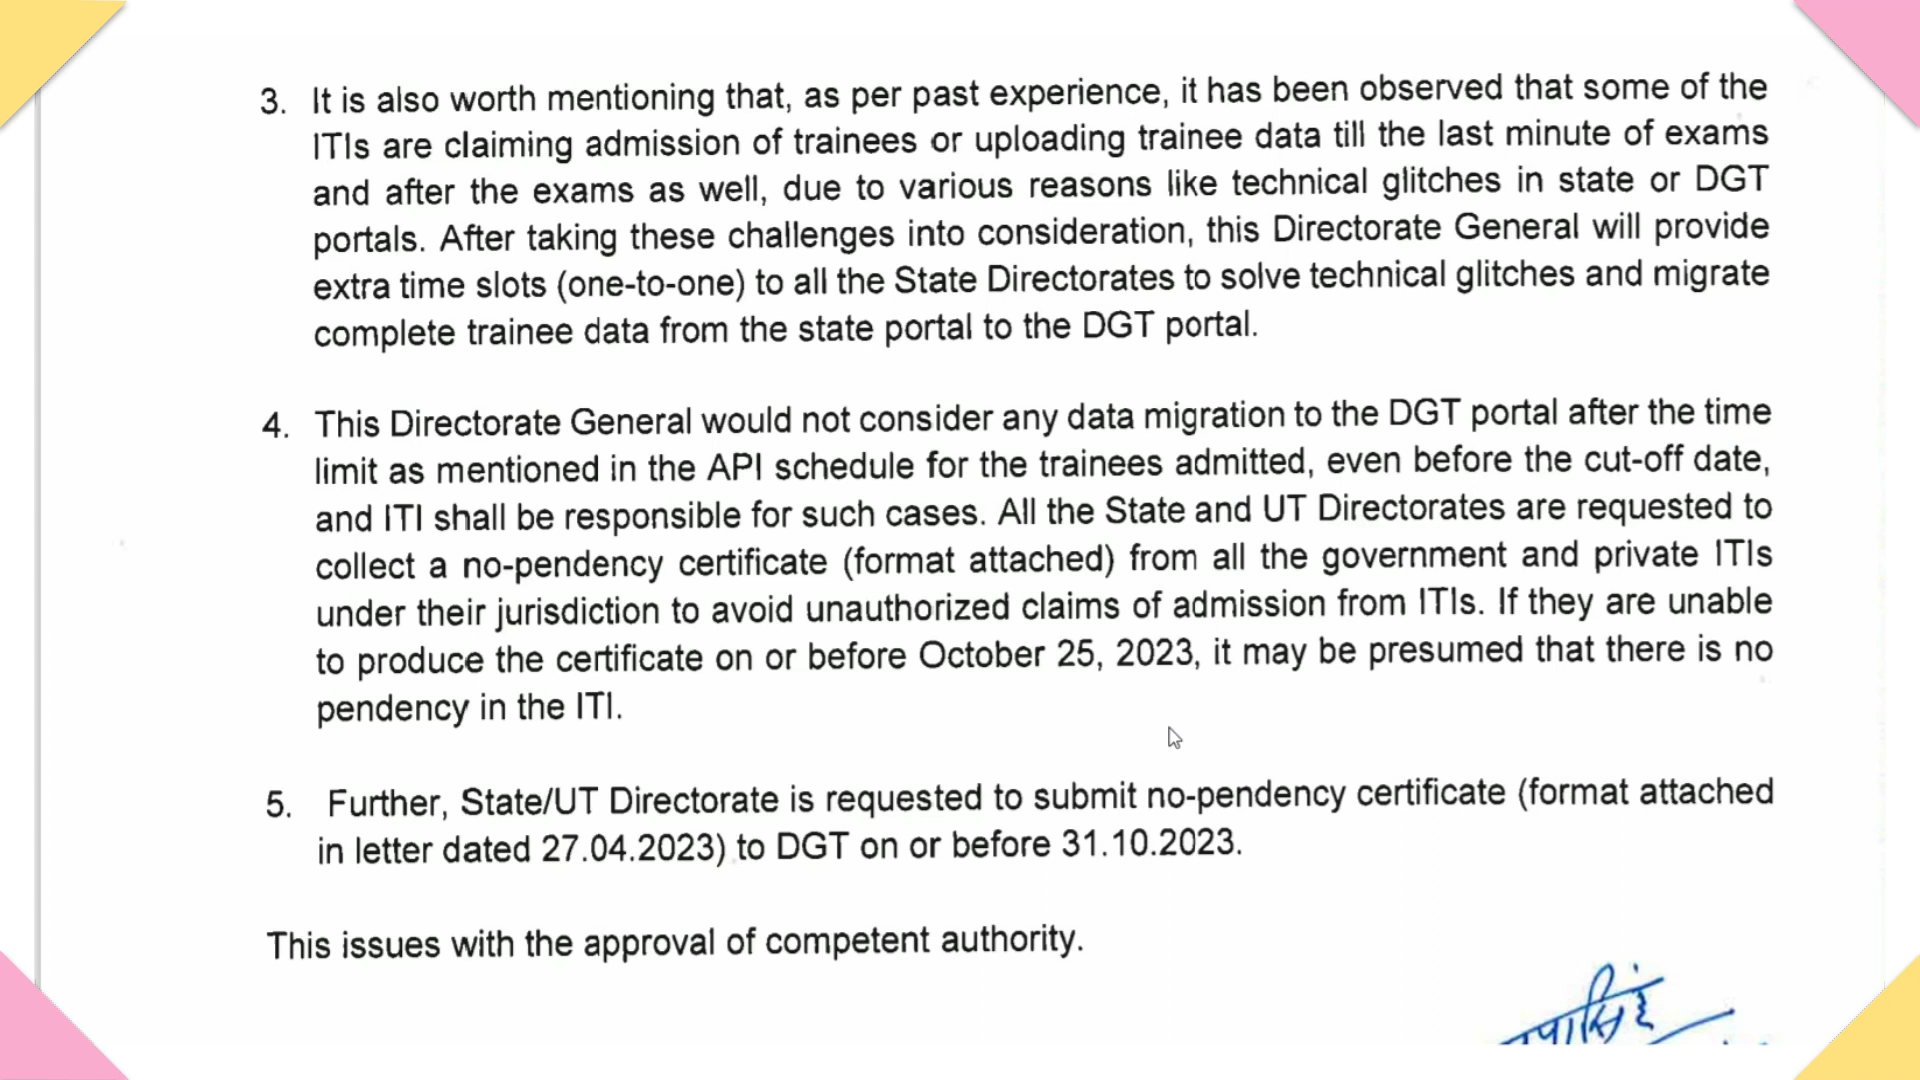 3. It is also worth mentioning that, as per past experience, it has been observed that some of the
ITIs are claiming admission of trainees or uploading trainee data till the last minute of exams
and after the exams as well, due to various reasons like technical glitches in state or DGT
portals. After taking these challenges into consideration, this Directorate General will provide
extra time slots (one-to-one) to all the State Directorates to solve technical glitches and migrate
complete trainee data from the state portal to the DGT portal.
4. This Directorate General would not consider any data migration to the DGT portal after the time
limit as mentioned in the API schedule for the trainees admitted, even before the cut-off date,
and ITI shall be responsible for such cases. All the State and UT Directorates are requested to
collect a no-pendency certificate (format attached) from all the government and private ITIs
under their jurisdiction to avoid unauthorized claims of admission from ITIs. If they are unable
to produce the certificate on or before October 25, 2023, it may be presumed that there is no
pendency in the ITI.
5. Further, State/UT Directorate is requested to submit no-pendency certificate (format attached
in letter dated 27.04.2023) to DGT on or before 31.10.2023.
This issues with the approval of competent authority.